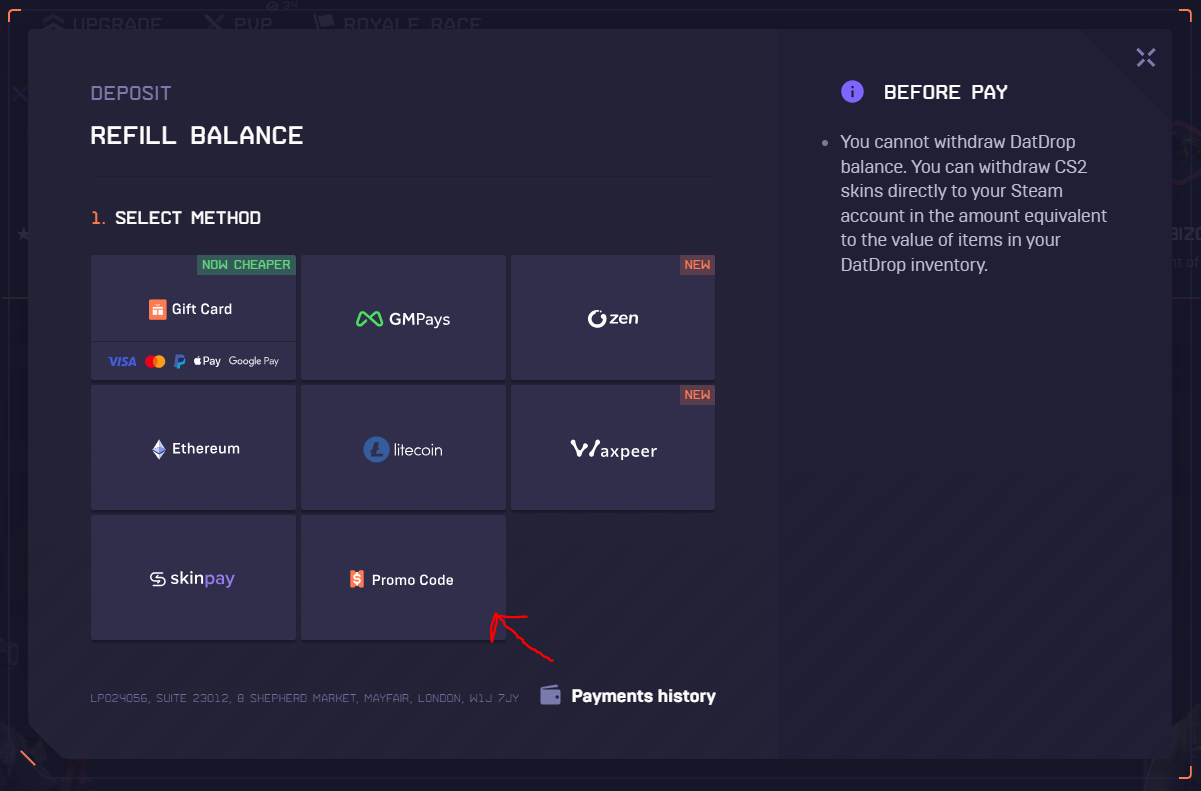 34
UPGRADE PVP ROYALE RACE
DEPOSIT
REFILL BALANCE
1. SELECT METHOD
NOW CHEAPER
Gift Card
VISA Pay Google Pay
GMPays
NEW
zen
Ethereum
litecoin
NEW
Waxpeer
skinpay
Promo Code
LP024056, SUITE 23012, 8 SHEPHERD MARKET, MAYFAIR, LONDON, W1J 7JY
Payments history
BEFORE PAY
You cannot withdraw DatDrop
balance. You can withdraw CS2
skins directly to your Steam
account in the amount equivalent
to the value of items in your
DatDrop inventory.